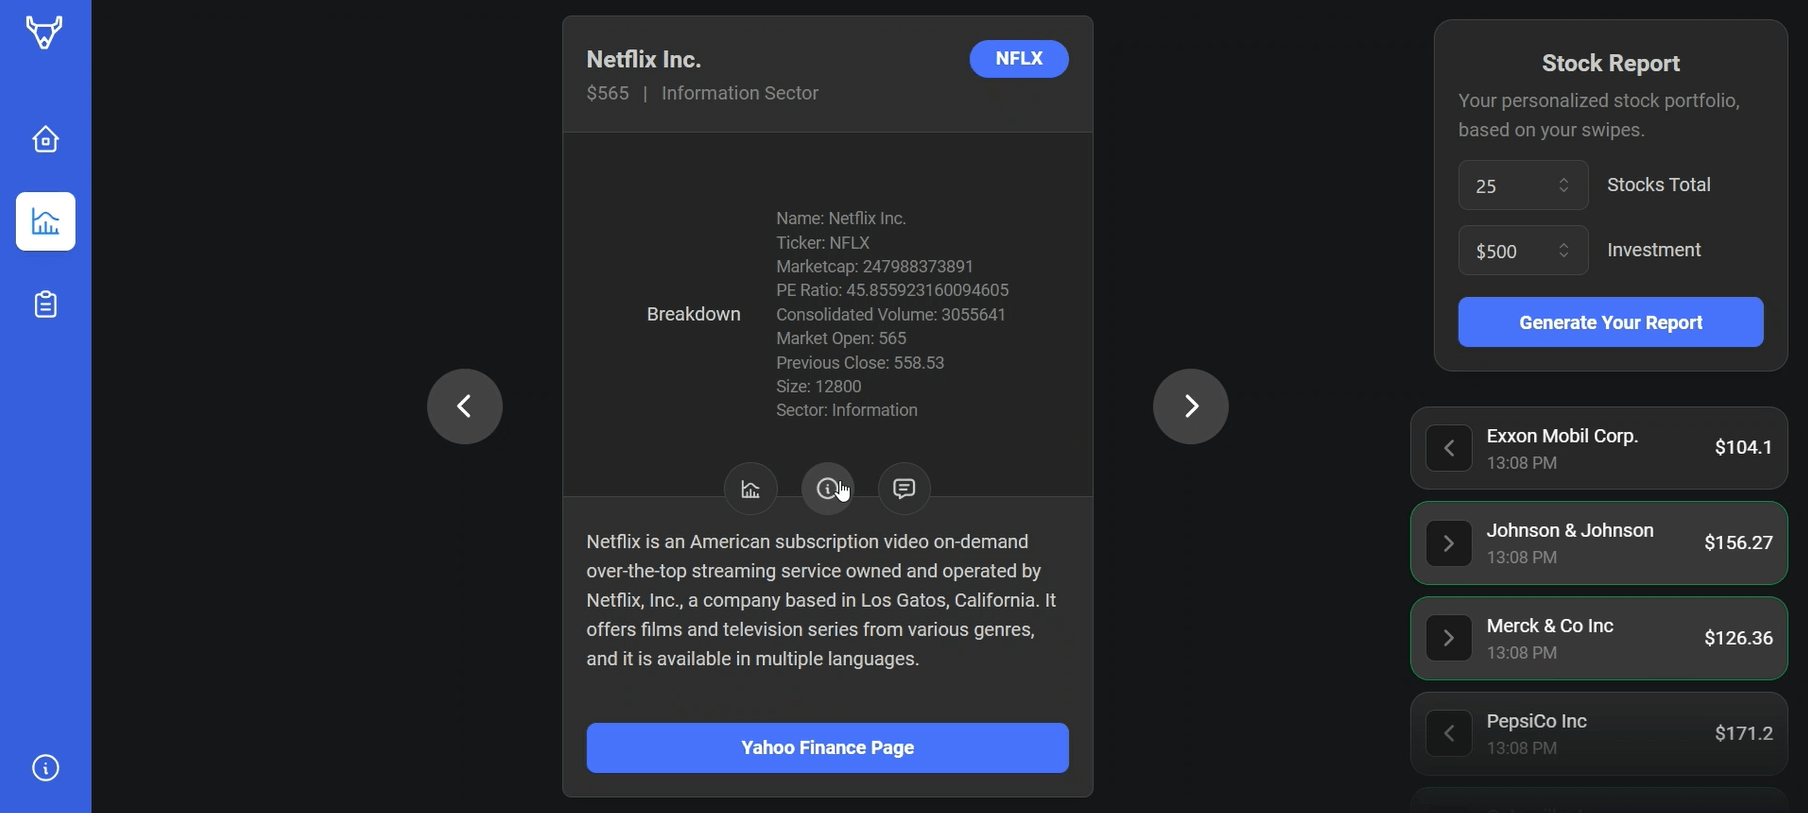 Netflix Inc.
NFLX
$565 | Information Sector
Breakdown
Name: Netflix Inc.
Ticker: NFLX
Marketcap: 247988373891
PE Ratio: 45.855923160094605
Consolidated Volume: 3055641
Market Open: 565
Previous Close: 558.53
Size: 12800
Sector: Information
Netflix is an American subscription video on-demand
over-the-top streaming service owned and operated by
Netflix, Inc., a company based in Los Gatos, California. It
offers films and television series from various genres,
and it is available in multiple languages.
Yahoo Finance Page
Stock Report
Your personalized stock portfolio,
based on your swipes.
25 Stocks Total
$500 Investment
Generate Your Report
Exxon Mobil Corp.
13:08 PM
$104.1
Johnson & Johnson
13:08 PM
$156.27
Merck & Co Inc
13:08 PM
$126.36
PepsiCo Inc
13:08 PM
$171.2